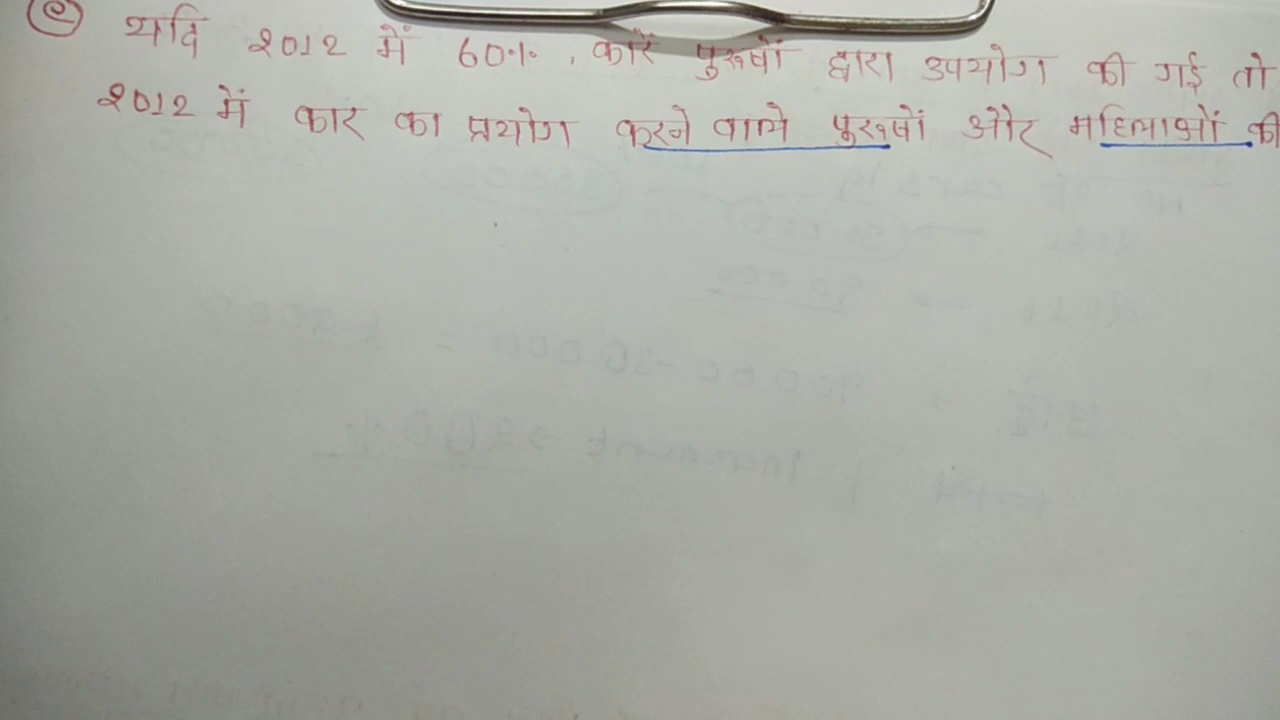 (e) यदि 2012 में 60% कारें पुरूषों द्वारा उपयोग की गई तो
2012 में कार का प्रयोग करने वाले पुरूषों और महिलाओं की